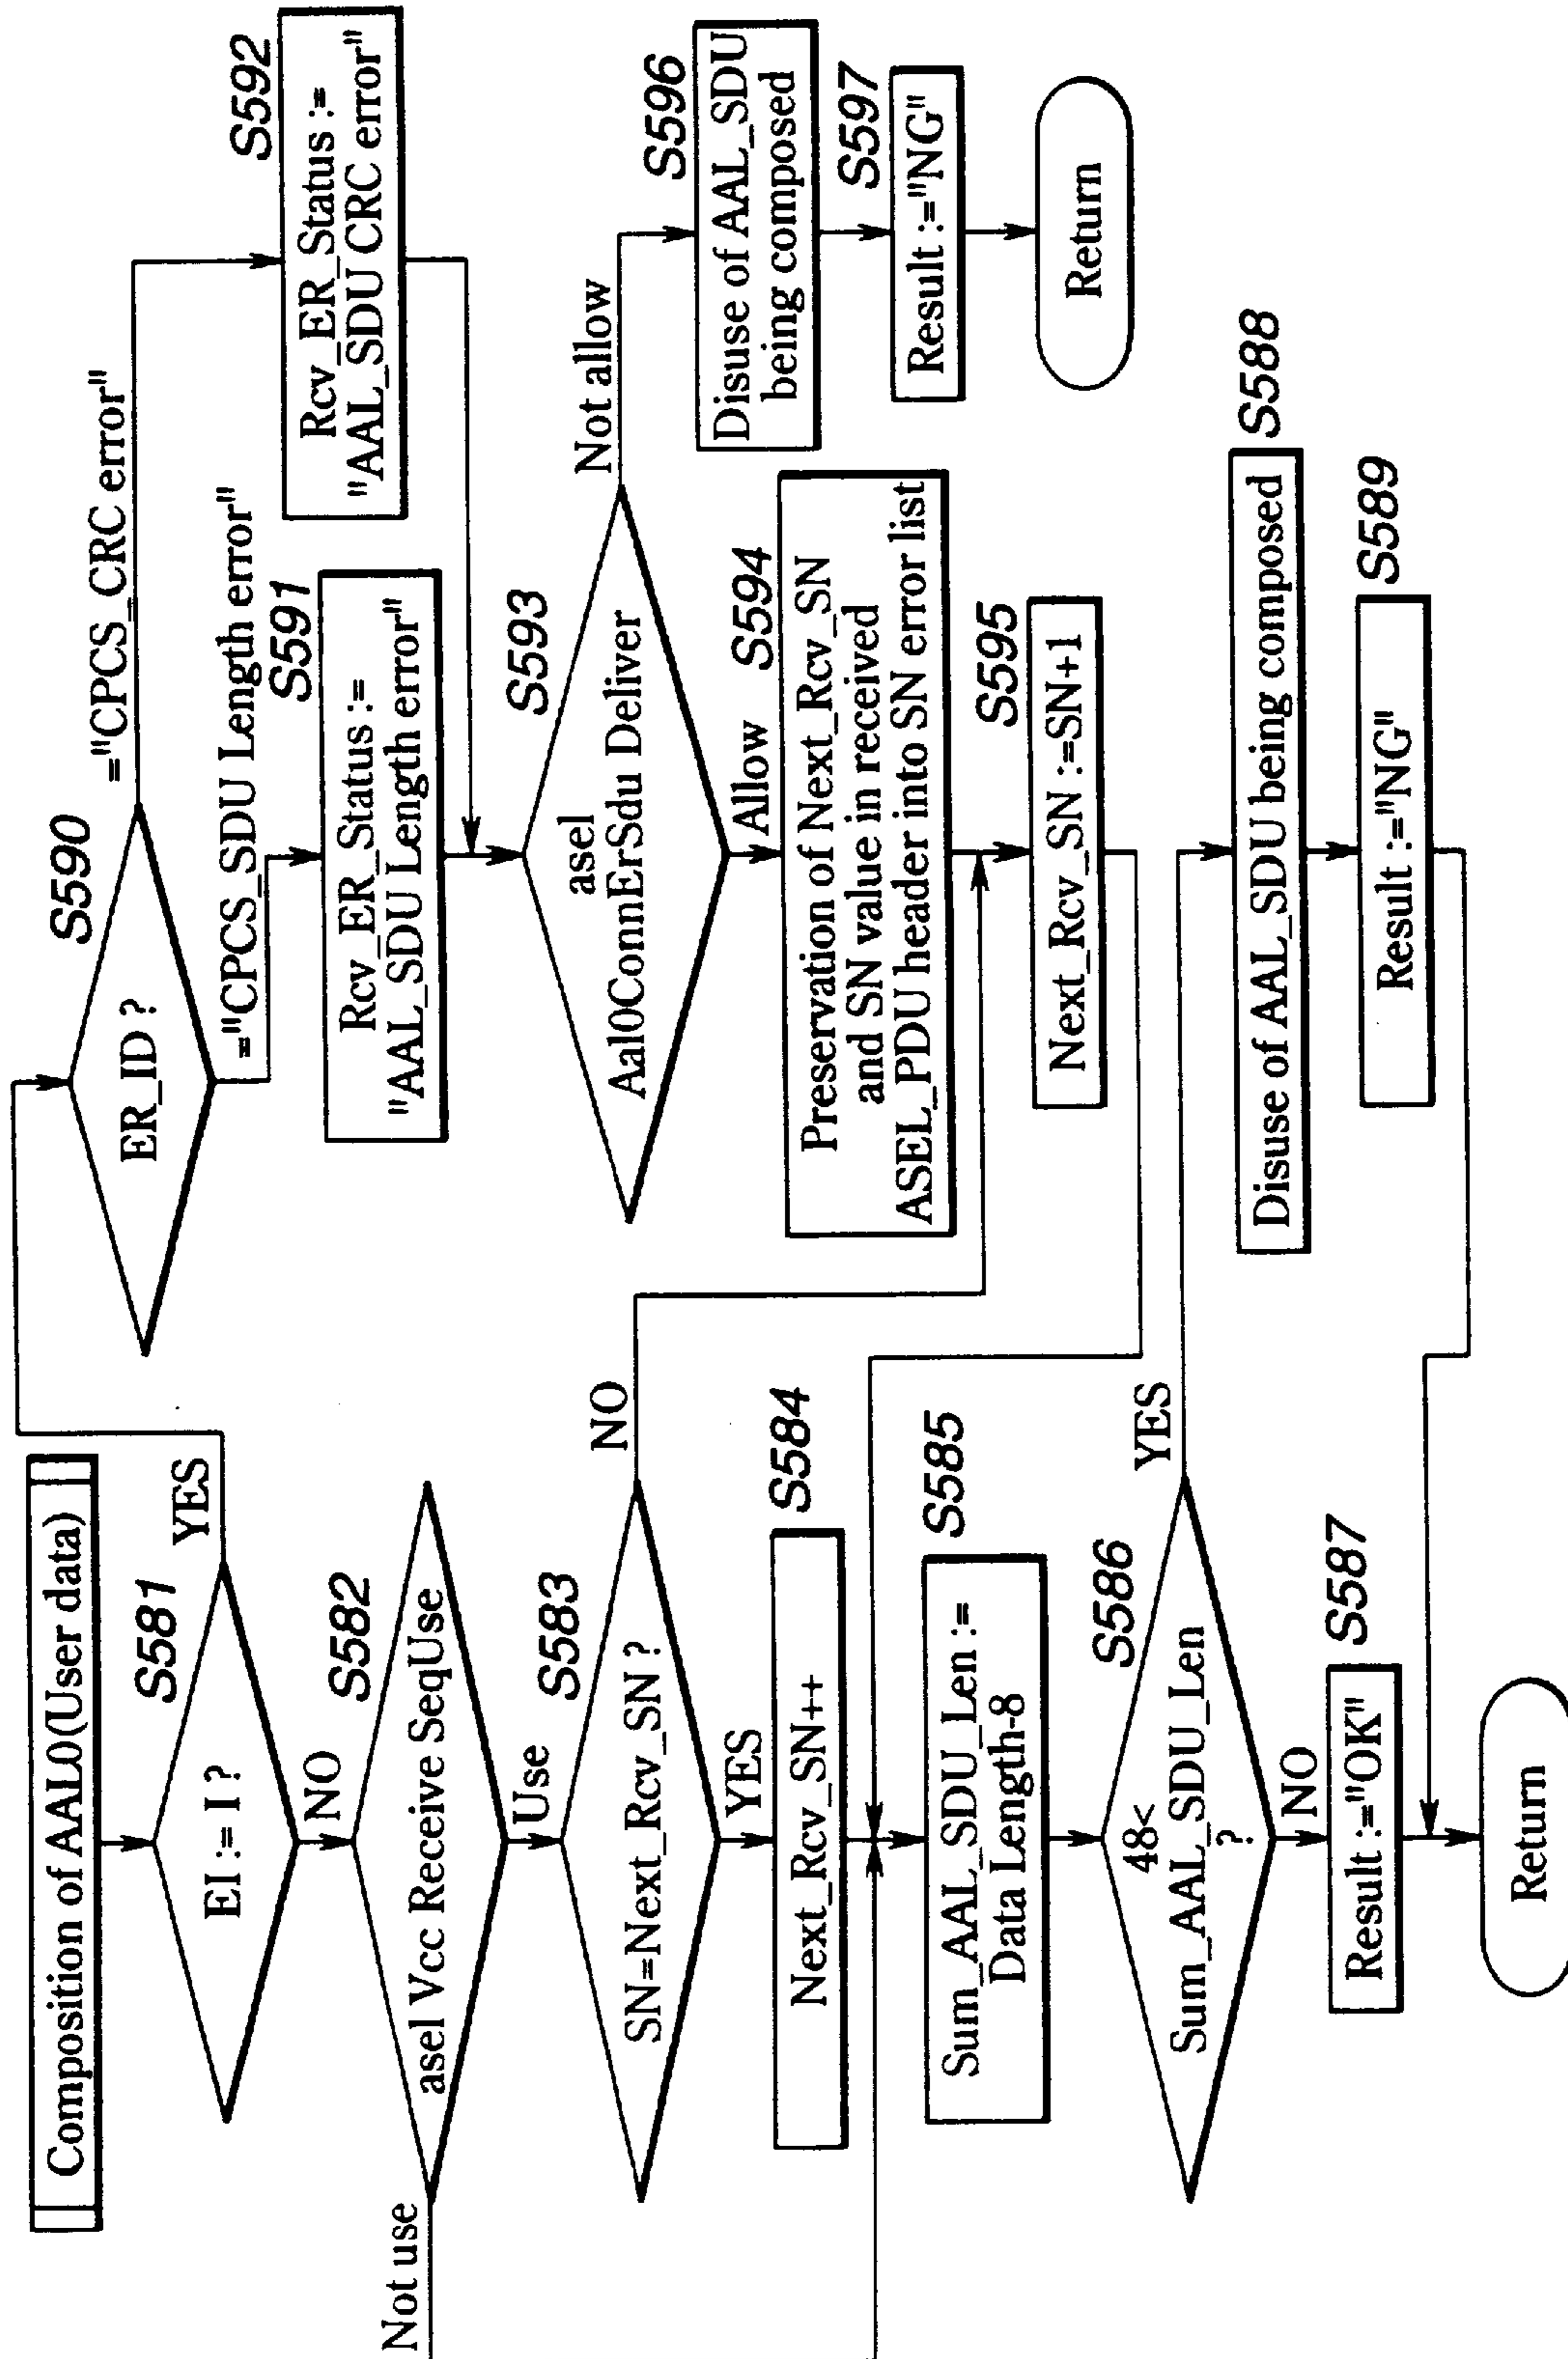 Composition of AAL0(User data)
S581
EI := I ?
YES
NO
S582
asel Vcc Receive SeqUse
Not use
Use
S583
SN=Next_Rcv_SN ?
NO
YES
S584
Next_Rcv_SN++
S585
Sum_AAL_SDU_Len :=
Data Length-8
S586
48<
Sum_AAL_SDU_Len
?
YES
NO
S587
Result :="OK"
Return
S590
ER_ID ?
="CPCS_CRC error"
="CPCS_SDU Length error"
S591
Rcv_ER_Status :=
"AAL_SDU Length error"
S592
Rcv_ER_Status :=
"AAL_SDU CRC error"
S593
asel
Aal0ConnErSdu Deliver
Not allow
Allow
S594
Preservation of Next_Rcv_SN
and SN value in received
ASEL_PDU header into SN error list
S595
Next_Rcv_SN :=SN+1
S596
Disuse of AAL_SDU
being composed
S597
Result :="NG"
Return
S588
Disuse of AAL_SDU being composed
S589
Result :="NG"